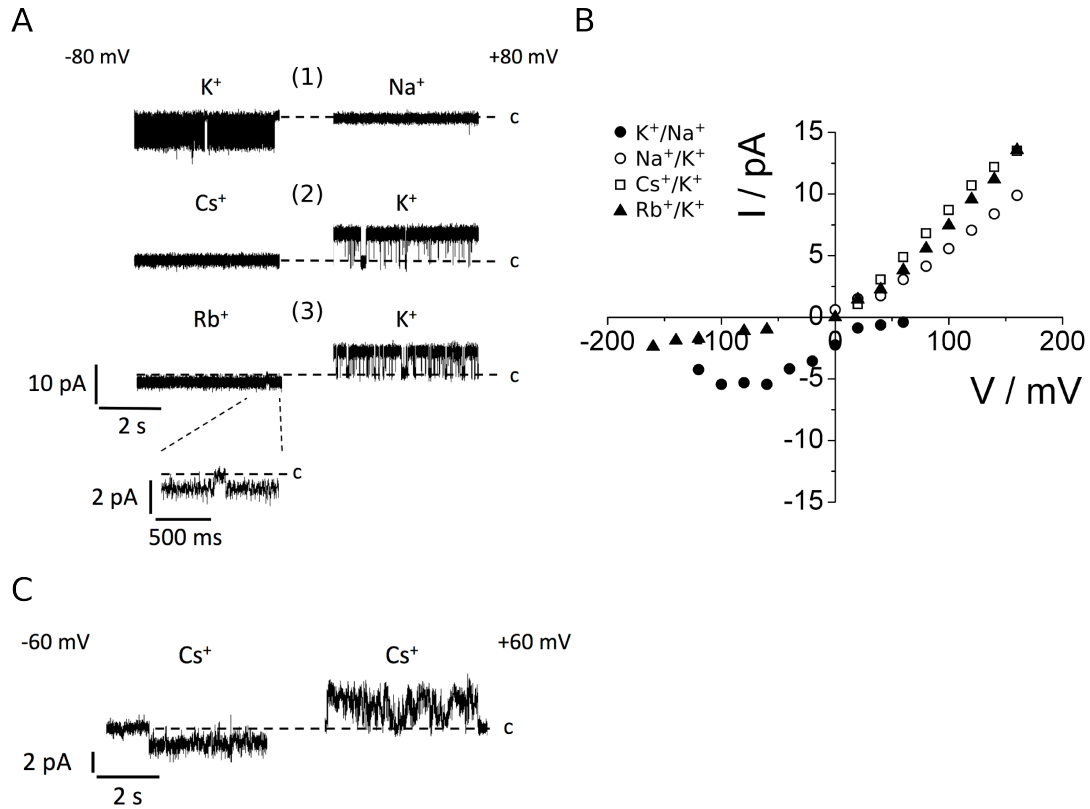 A
-80 mV
+80 mV
K⁺
(1)
Na⁺
c
Cs⁺
(2)
K⁺
c
Rb⁺
(3)
K⁺
c
10 pA
2 s
c
2 pA
500 ms
B
K⁺/Na⁺
Na⁺/K⁺
Cs⁺/K⁺
Rb⁺/K⁺
I / pA
15
10
5
0
-5
-10
-15
-200
-100
0
100
200
V / mV
C
-60 mV
+60 mV
Cs⁺
Cs⁺
c
2 pA
2 s